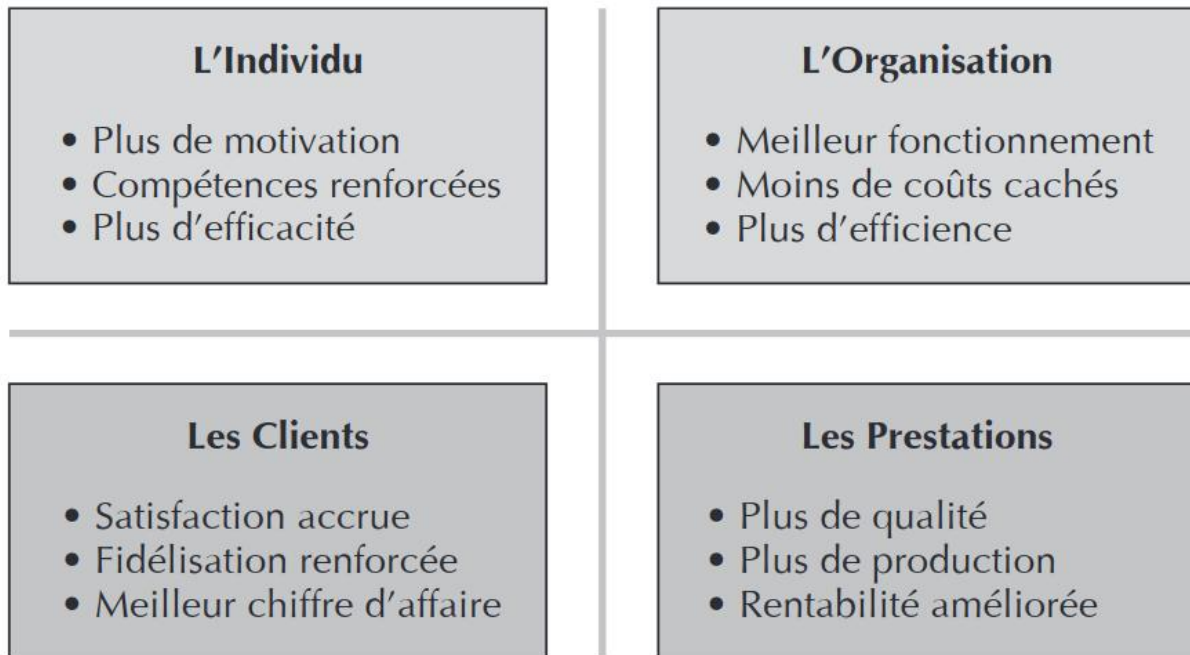 L'Individu
• Plus de motivation
• Compétences renforcées
• Plus d'efficacité
L'Organisation
• Meilleur fonctionnement
• Moins de coûts cachés
• Plus d'efficience
Les Clients
• Satisfaction accrue
• Fidélisation renforcée
• Meilleur chiffre d'affaire
Les Prestations
• Plus de qualité
• Plus de production
• Rentabilité améliorée